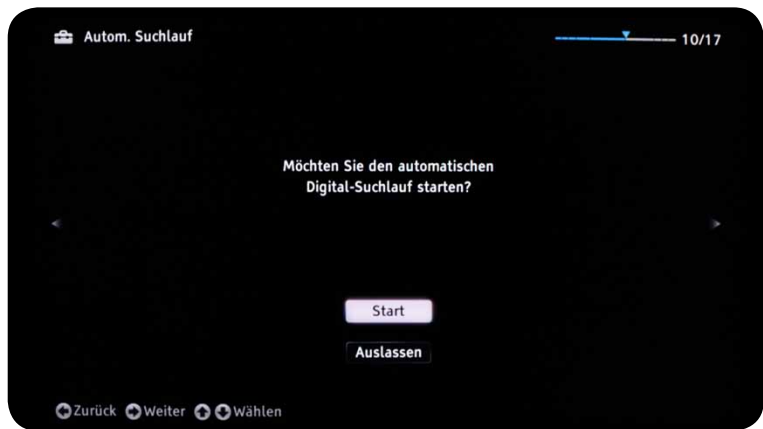 Autom. Suchlauf
10/17
Möchten Sie den automatischen
Digital-Suchlauf starten?
Start
Auslassen
Zurück Weiter Wählen